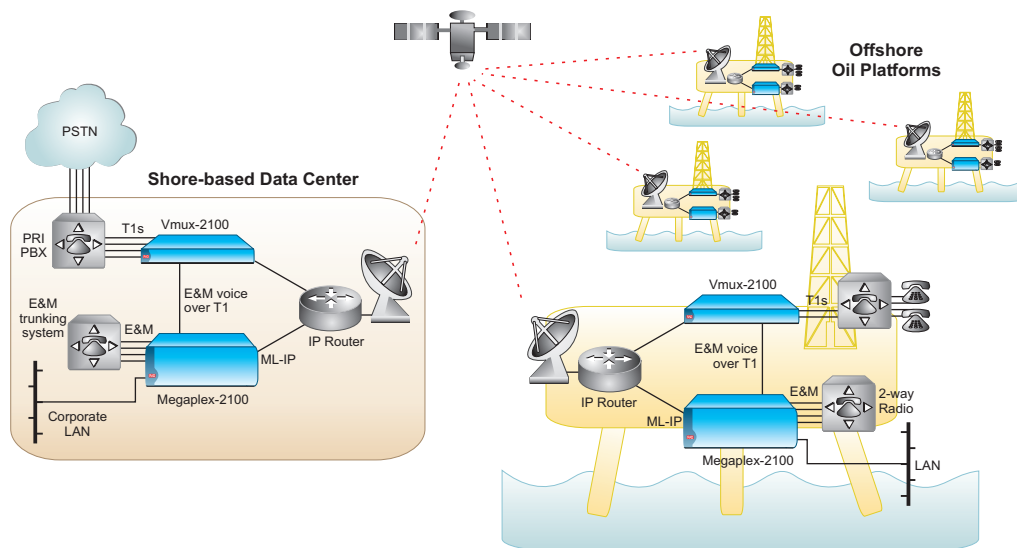 Offshore
Oil Platforms
PSTN
Shore-based Data Center
PRI
PBX
T1s
Vmux-2100
E&M voice
over T1
E&M
trunking
system
E&M
IP Router
ML-IP
Megaplex-2100
Corporate
LAN
Vmux-2100
T1s
E&M voice
over T1
IP Router
E&M
2-way
Radio
ML-IP
Megaplex-2100
LAN